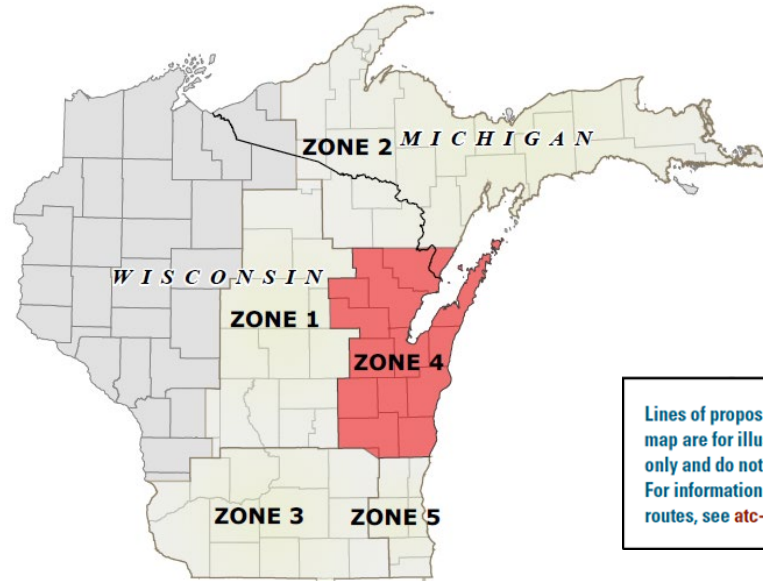 ZONE 2
MICHIGAN
WISCONSIN
ZONE 1
ZONE 4
ZONE 3
ZONE 5
Lines of propos
map are for illu
only and do not
For information
routes, see atc-